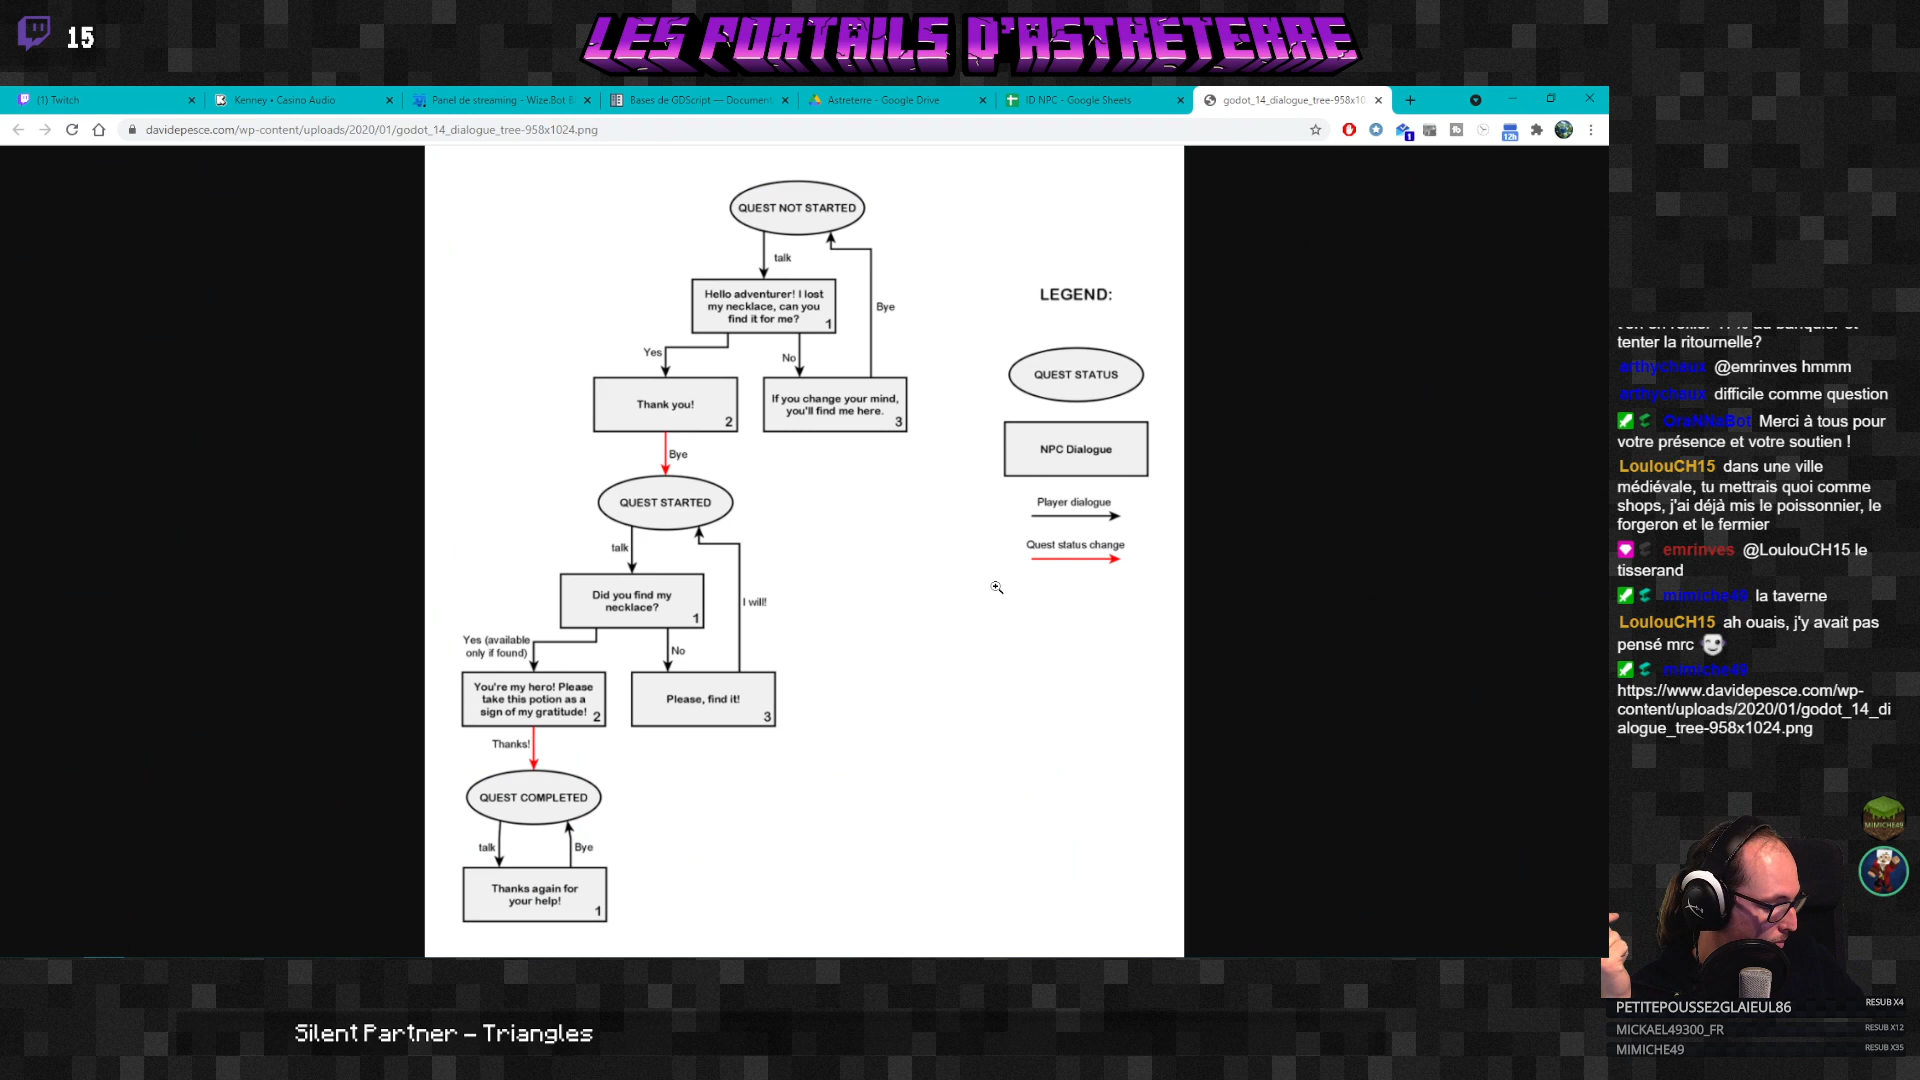 15
LES PORTAILS D'ASTRETERRE
(1) Twitch
Kenney • Casino Audio
Panel de streaming - Wize.Bot B
Bases de GDScript — Document
Astreterre - Google Drive
ID NPC - Google Sheets
godot_14_dialogue_tree-958x10
davidepesce.com/wp-content/uploads/2020/01/godot_14_dialogue_tree-958x1024.png
1
12h
QUEST NOT STARTED
talk
Hello adventurer! I lost
my necklace, can you
find it for me?
1
Bye
Yes
No
Thank you!
2
If you change your mind,
you'll find me here.
3
Bye
QUEST STARTED
talk
Did you find my
necklace?
1
I will!
Yes (available
only if found)
No
You're my hero! Please
take this potion as a
sign of my gratitude!
2
Please, find it!
3
Thanks!
QUEST COMPLETED
talk
Bye
Thanks again for
your help!
1
LEGEND:
QUEST STATUS
NPC Dialogue
Player dialogue
Quest status change
tenter la ritournelle?
arthychaux @emrinves hmmm
arthychaux difficile comme question
OraNNaBot Merci à tous pour
votre présence et votre soutien !
LoulouCH15 dans une ville
médiévale, tu mettrais quoi comme
shops, j'ai déjà mis le poissonnier, le
forgeron et le fermier
emrinves @LoulouCH15 le
tisserand
mimiche49 la taverne
LoulouCH15 ah ouais, j'y avait pas
pensé mrc
mimiche49
https://www.davidepesce.com/wp-
content/uploads/2020/01/godot_14_di
alogue_tree-958x1024.png
MIMICHE49
PETITEPOUSSE2GLAIEUL86 RESUB X4
MICKAEL49300_FR RESUB X12
MIMICHE49 RESUB X35
Silent Partner – Triangles